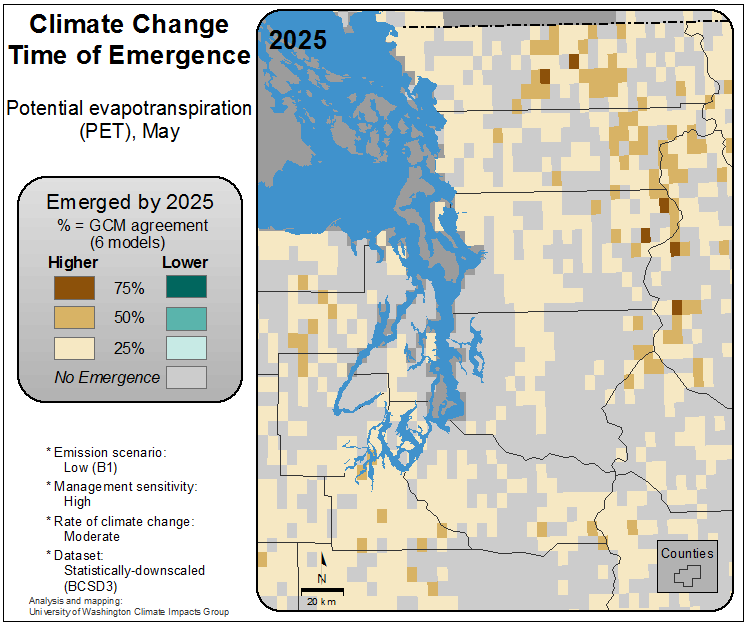 Climate Change
Time of Emergence
Potential evapotranspiration
(PET), May
Emerged by 2025
% = GCM agreement
(6 models)
Higher Lower
75%
50%
25%
No Emergence
* Emission scenario:
Low (B1)
* Management sensitivity:
High
* Rate of climate change:
Moderate
* Dataset:
Statistically-downscaled
(BCSD3)
Analysis and mapping:
University of Washington Climate Impacts Group
2025
N
20 km
Counties